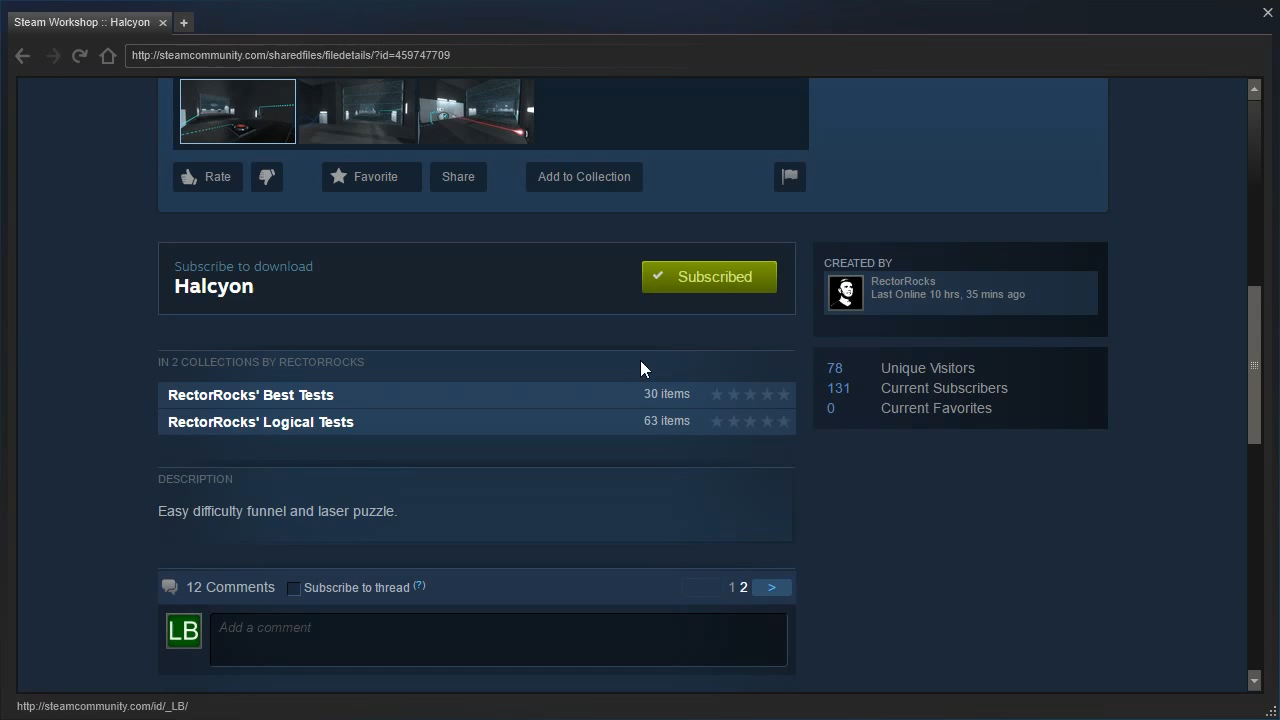 Steam Workshop :: Halcyon
http://steamcommunity.com/sharedfiles/filedetails/?id=459747709
Rate
Favorite
Share
Add to Collection
Subscribe to download
Halcyon
Subscribed
CREATED BY
RectorRocks
Last Online 10 hrs, 35 mins ago
IN 2 COLLECTIONS BY RECTORROCKS
RectorRocks' Best Tests 30 items
RectorRocks' Logical Tests 63 items
78 Unique Visitors
131 Current Subscribers
0 Current Favorites
DESCRIPTION
Easy difficulty funnel and laser puzzle.
12 Comments Subscribe to thread (?) 1 2 >
LB
Add a comment
http://steamcommunity.com/id/_LB/